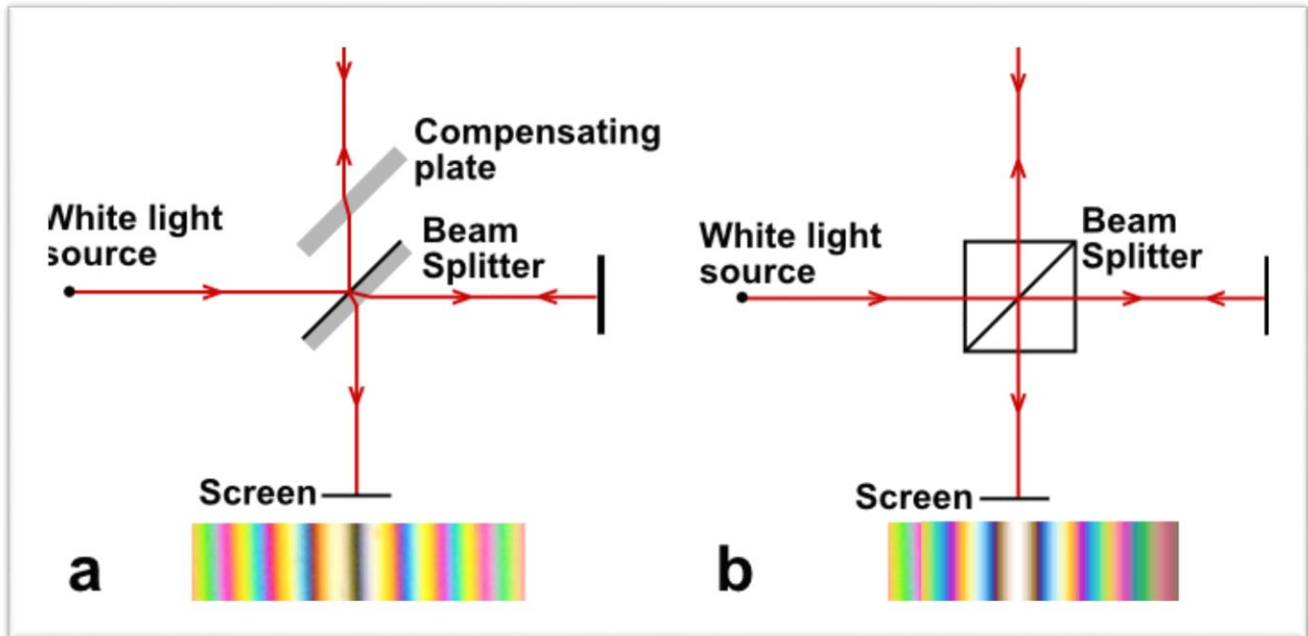 Compensating
plate
White light
source
Beam
Splitter
Screen
a
White light
source
Beam
Splitter
Screen
b